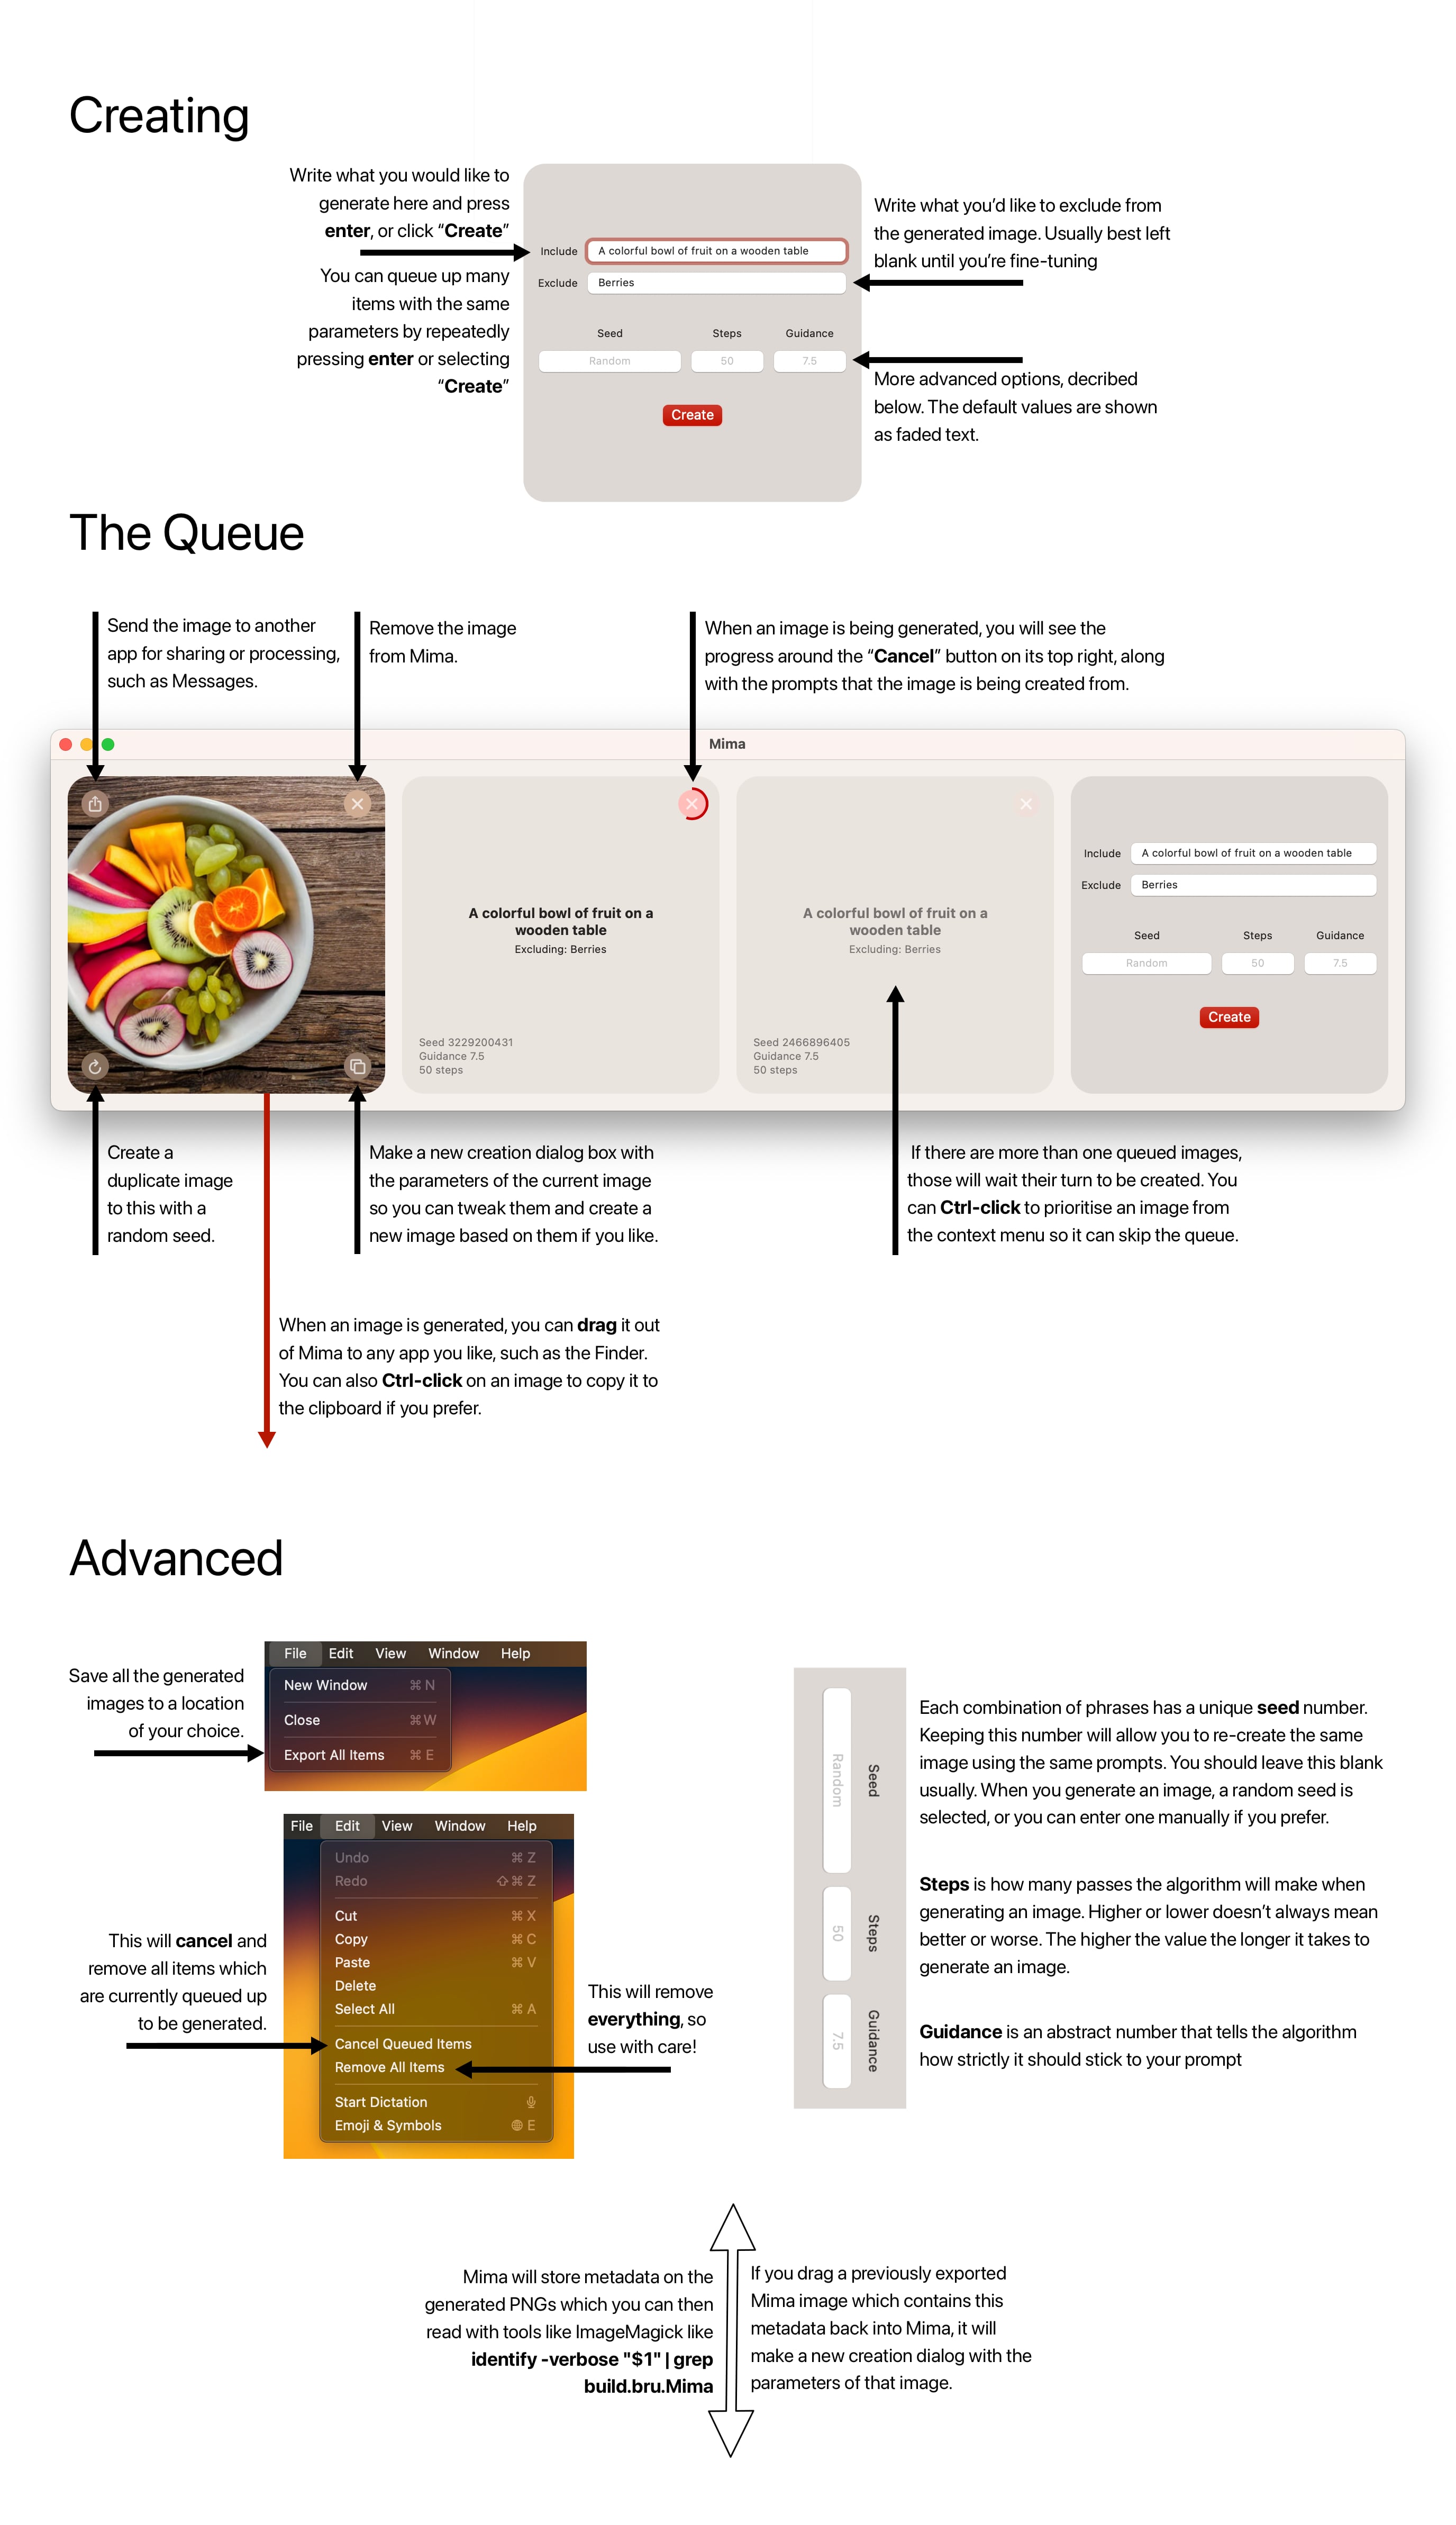 Creating
Write what you would like to
generate here and press
enter, or click “Create”
You can queue up many
items with the same
parameters by repeatedly
pressing enter or selecting
“Create”
Include
A colorful bowl of fruit on a wooden table
Exclude
Berries
Seed
Steps
Guidance
Random
50
7.5
Create
Write what you’d like to exclude from
the generated image. Usually best left
blank until you’re fine-tuning
More advanced options, decribed
below. The default values are shown
as faded text.
The Queue
Send the image to another
app for sharing or processing,
such as Messages.
Remove the image
from Mima.
When an image is being generated, you will see the
progress around the “Cancel” button on its top right, along
with the prompts that the image is being created from.
Mima
A colorful bowl of fruit on a
wooden table
Excluding: Berries
Seed 3229200431
Guidance 7.5
50 steps
A colorful bowl of fruit on a
wooden table
Excluding: Berries
Seed 2466896405
Guidance 7.5
50 steps
Include
A colorful bowl of fruit on a wooden table
Exclude
Berries
Seed
Steps
Guidance
Random
50
7.5
Create
Create a
duplicate image
to this with a
random seed.
Make a new creation dialog box with
the parameters of the current image
so you can tweak them and create a
new image based on them if you like.
If there are more than one queued images,
those will wait their turn to be created. You
can Ctrl-click to prioritise an image from
the context menu so it can skip the queue.
When an image is generated, you can drag it out
of Mima to any app you like, such as the Finder.
You can also Ctrl-click on an image to copy it to
the clipboard if you prefer.
Advanced
Save all the generated
images to a location
of your choice.
File Edit View Window Help
New Window ⌘ N
Close ⌘ W
Export All Items ⌘ E
This will cancel and
remove all items which
are currently queued up
to be generated.
File Edit View Window Help
Undo ⌘ Z
Redo ⇧⌘ Z
Cut ⌘ X
Copy ⌘ C
Paste ⌘ V
Delete
Select All ⌘ A
Cancel Queued Items
Remove All Items
Start Dictation
Emoji & Symbols E
This will remove
everything, so
use with care!
Seed
Random
Steps
50
Guidance
7.5
Each combination of phrases has a unique seed number.
Keeping this number will allow you to re-create the same
image using the same prompts. You should leave this blank
usually. When you generate an image, a random seed is
selected, or you can enter one manually if you prefer.
Steps is how many passes the algorithm will make when
generating an image. Higher or lower doesn’t always mean
better or worse. The higher the value the longer it takes to
generate an image.
Guidance is an abstract number that tells the algorithm
how strictly it should stick to your prompt
Mima will store metadata on the
generated PNGs which you can then
read with tools like ImageMagick like
identify -verbose "$1" | grep
build.bru.Mima
If you drag a previously exported
Mima image which contains this
metadata back into Mima, it will
make a new creation dialog with the
parameters of that image.